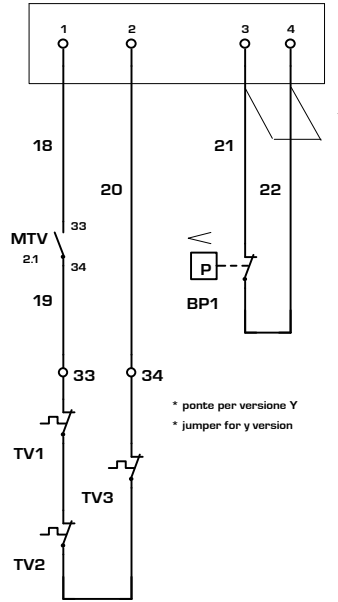 1 2 3 4
18 21
20 22
33
MTV
2.1
34
P
19 BP1
33 34
* ponte per versione Y
* jumper for y version
TV1
TV3
TV2